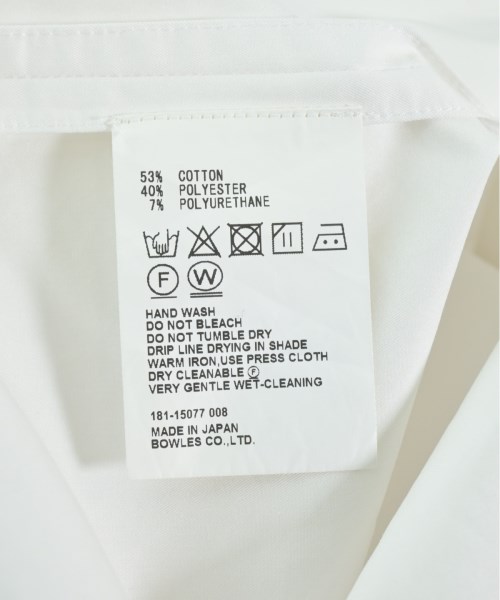 53% COTTON
40% POLYESTER
7% POLYURETHANE
F W
HAND WASH
DO NOT BLEACH
DO NOT TUMBLE DRY
DRIP LINE DRYING IN SHADE
WARM IRON,USE PRESS CLOTH
DRY CLEANABLE Ⓕ
VERY GENTLE WET-CLEANING
181-15077 008
MADE IN JAPAN
BOWLES CO.,LTD.